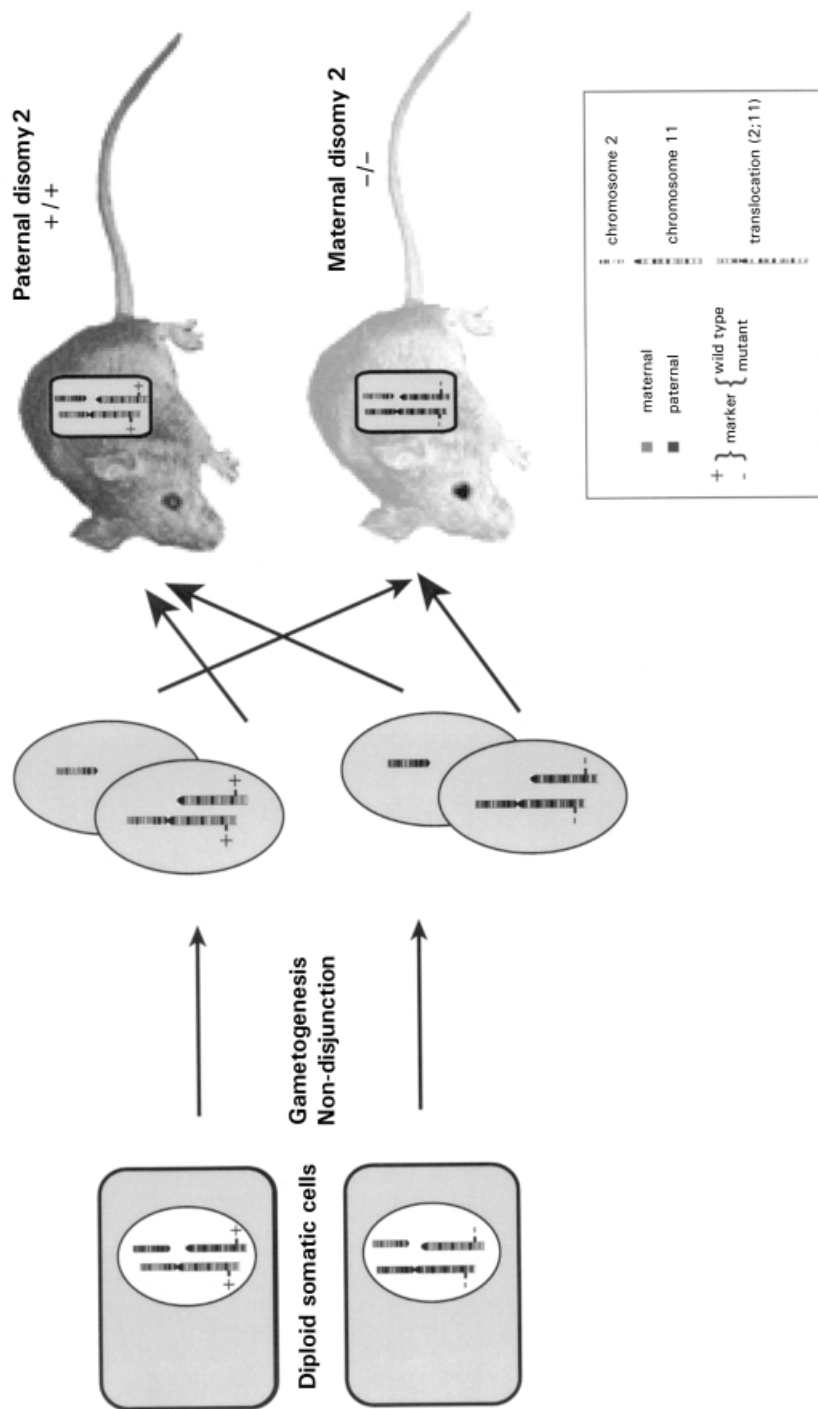 Paternal disomy 2
+/+
Maternal disomy 2
−/−
Gametogenesis
Non-disjunction
Diploid somatic cells
+
+
-
-
+
+
-
-
+
+
-
-
maternal
paternal
+ } marker { wild type
- } marker { mutant
chromosome 2
chromosome 11
translocation (2;11)